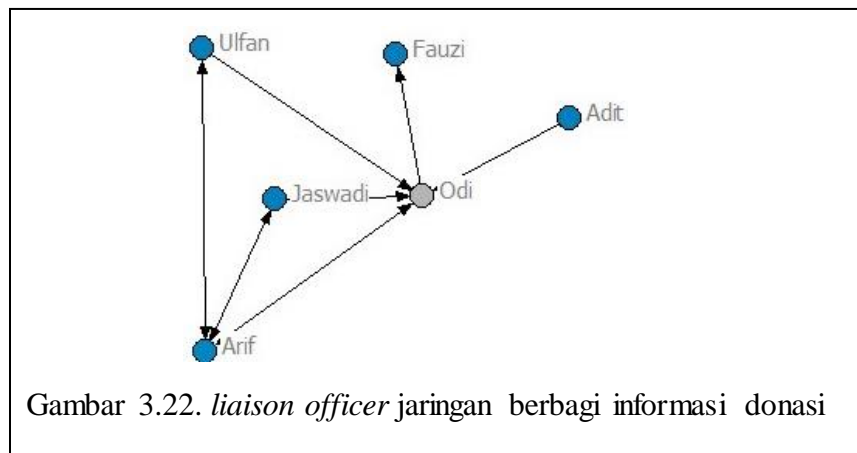 Ulfan
Fauzi
Adit
Jaswadi
Odi
Arif
Gambar 3.22. liaison officer jaringan berbagi informasi donasi